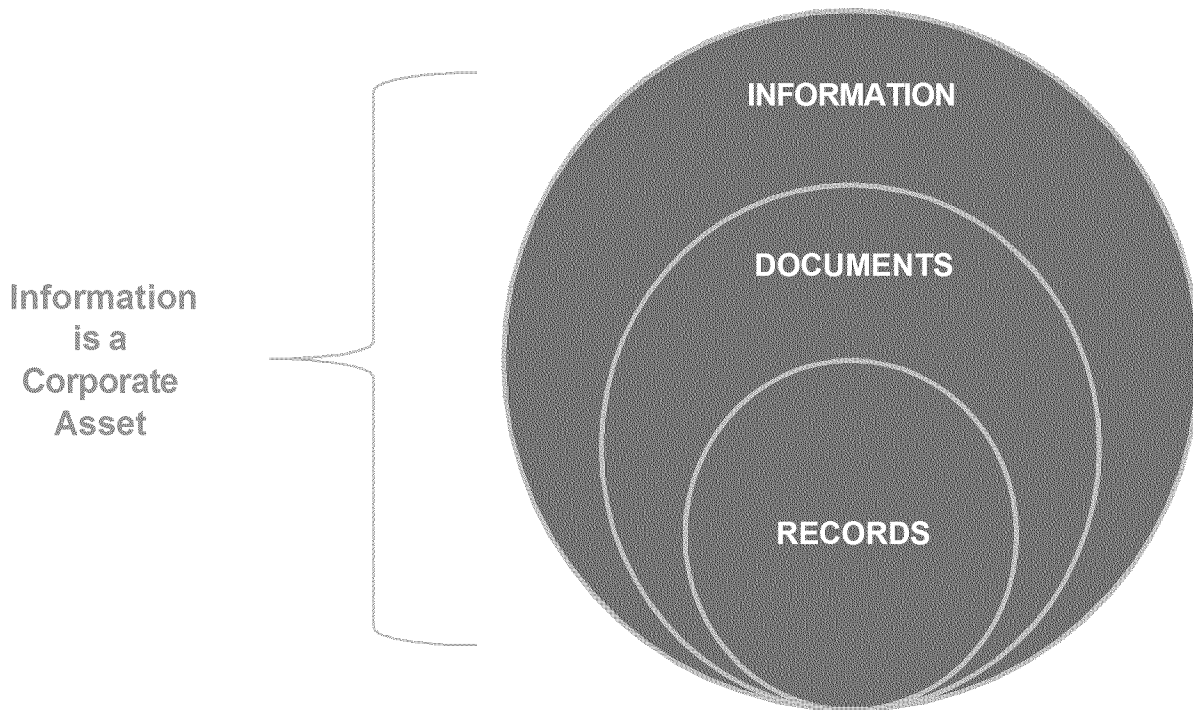 Information
is a
Corporate
Asset
INFORMATION
DOCUMENTS
RECORDS